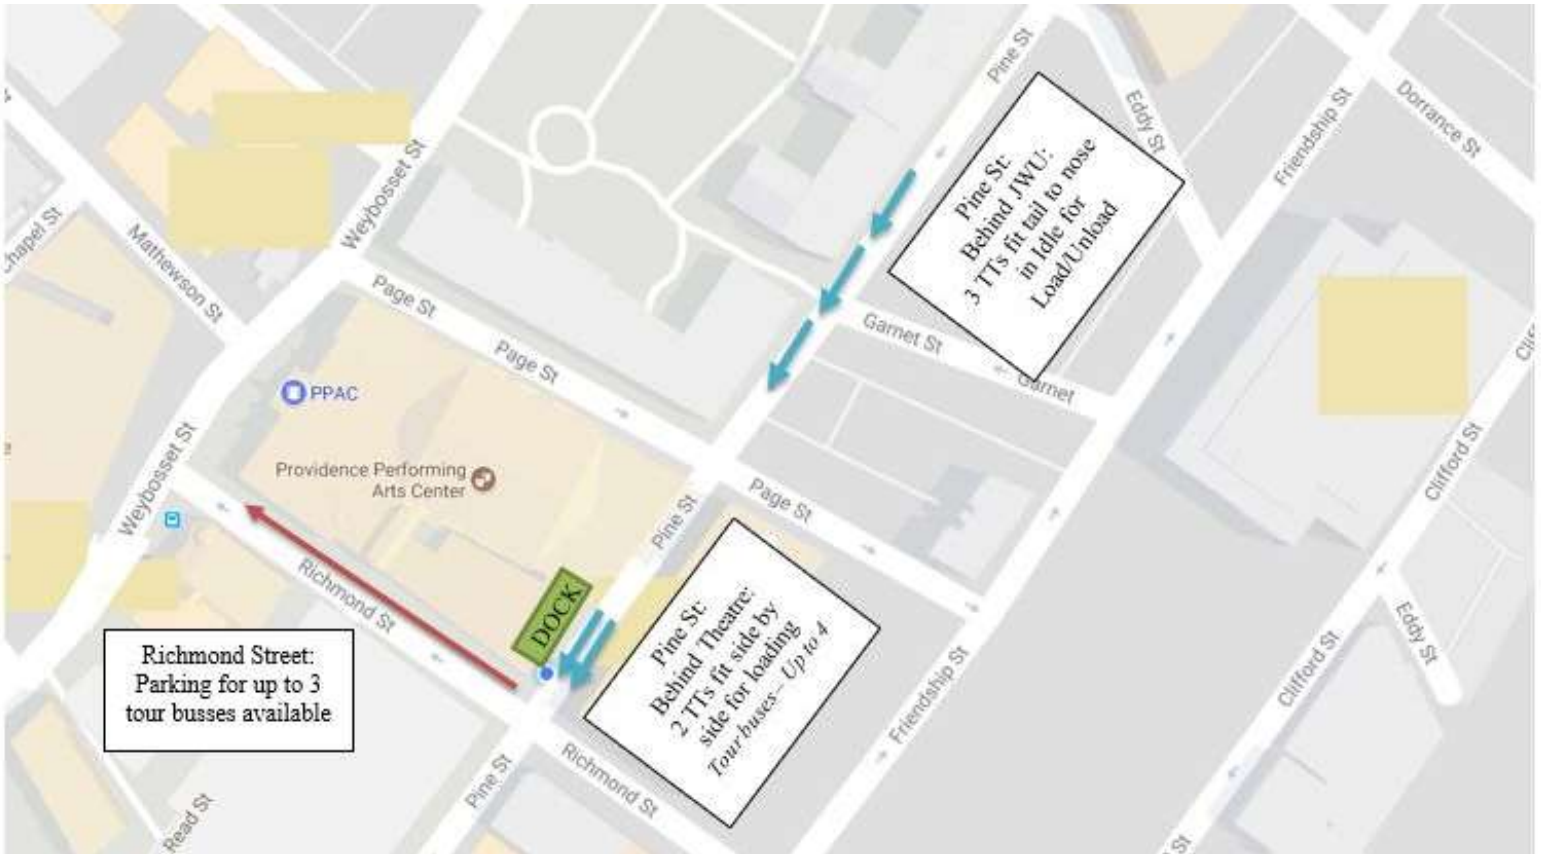 Pine St
Eddy St
Friendship St
Dorrance St
Weybosset St
Chapel St
Mathewson St
Pine St:
Behind JWU:
3 TTs fit tail to nose
in Idle for
Load/Unload
Page St
Page St
Garnet St
Garnet
PPAC
Providence Performing
Arts Center
Weybosset St
Clifford St
Pine St
Page St
Richmond St
DOCK
Pine St:
Behind Theatre:
2 TTs fit side by
side for loading
Tour buses– Up to 4
Richmond Street:
Parking for up to 3
tour busses available
Eddy St
Clifford St
Friendship St
Pine St
Richmond St
Read St
St